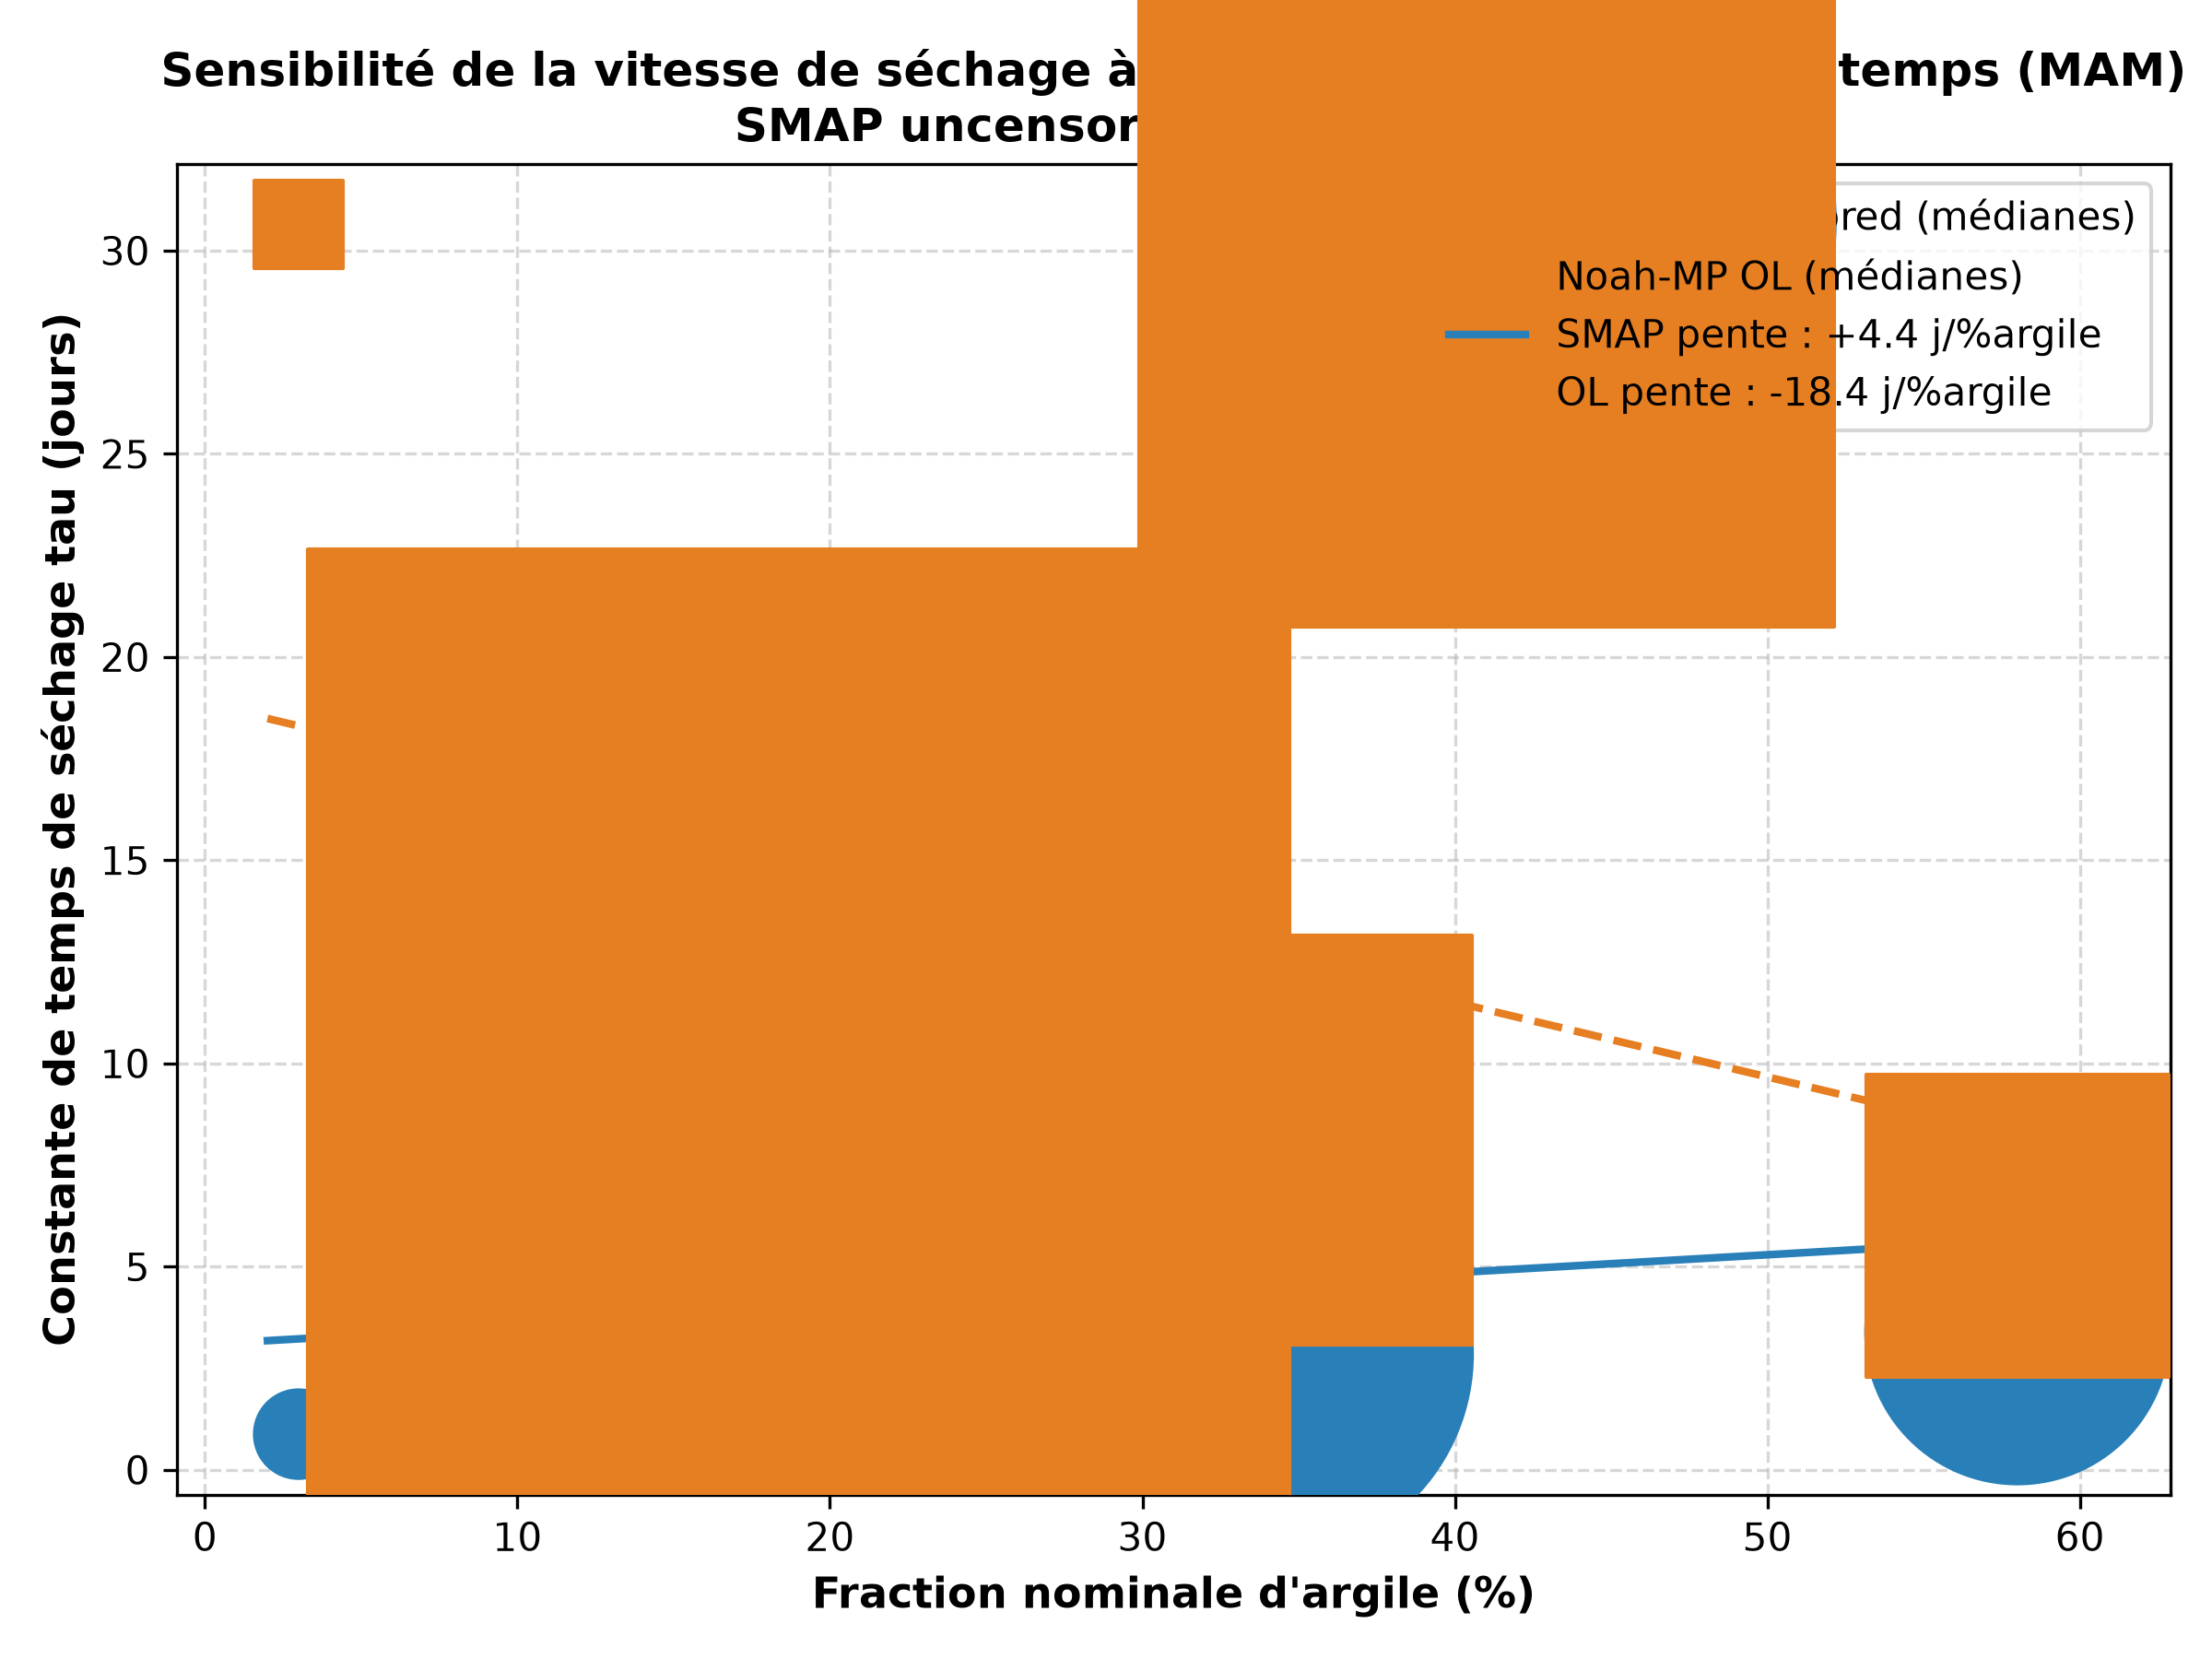 Sensibilité de la vitesse de séchage à temps (MAM)
SMAP
(médianes)
Noah-MP OL (médianes)
SMAP pente : +4.4 j/%argile
OL pente : -18.4 j/%argile
Constante de temps de séchage tau (jours)
30
25
20
15
10
5
0
0 10 20 30 40 50 60
Fraction nominale d'argile (%)